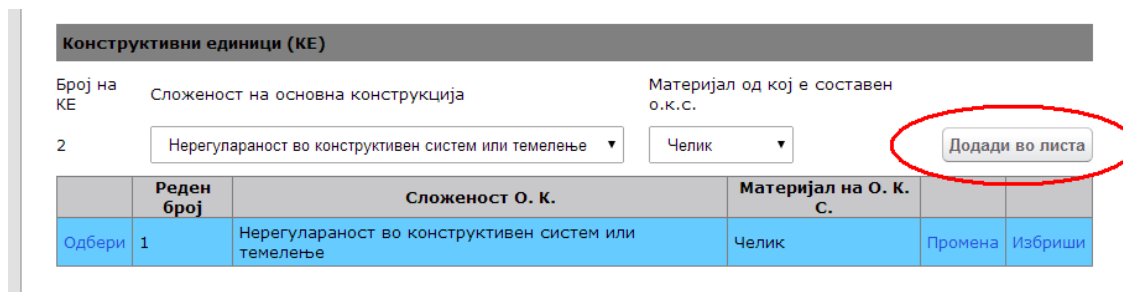 Конструктивни единици (КЕ)
Број на
КЕ
Сложеност на основна конструкција
Материјал од кој е составен
о.к.с.
2
Нерегулараност во конструктивен систем или темелење
Челик
Додади во листа
Реден
број
Сложеност О. К.
Материјал на О. К.
С.
Одбери
1
Нерегулараност во конструктивен систем или
темелење
Челик
Промена
Избриши